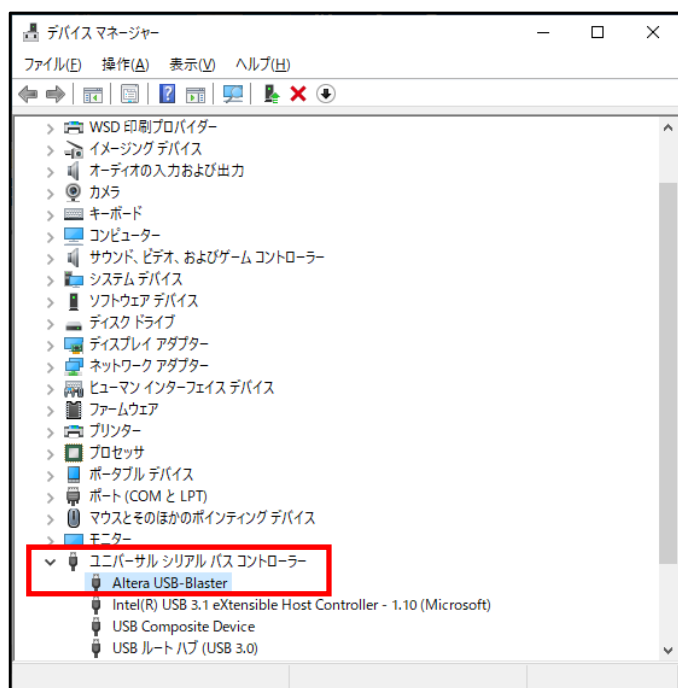 デバイス マネージャー
ファイル(F) 操作(A) 表示(V) ヘルプ(H)
WSD 印刷プロバイダー
イメージング デバイス
オーディオの入力および出力
カメラ
キーボード
コンピューター
サウンド、ビデオ、およびゲーム コントローラー
システム デバイス
ソフトウェア デバイス
ディスク ドライブ
ディスプレイ アダプター
ネットワーク アダプター
ヒューマン インターフェイス デバイス
ファームウェア
プリンター
プロセッサ
ポータブル デバイス
ポート (COM と LPT)
マウスとそのほかのポインティング デバイス
モニター
ユニバーサル シリアル バス コントローラー
Altera USB-Blaster
Intel(R) USB 3.1 eXtensible Host Controller - 1.10 (Microsoft)
USB Composite Device
USB ルート ハブ (USB 3.0)